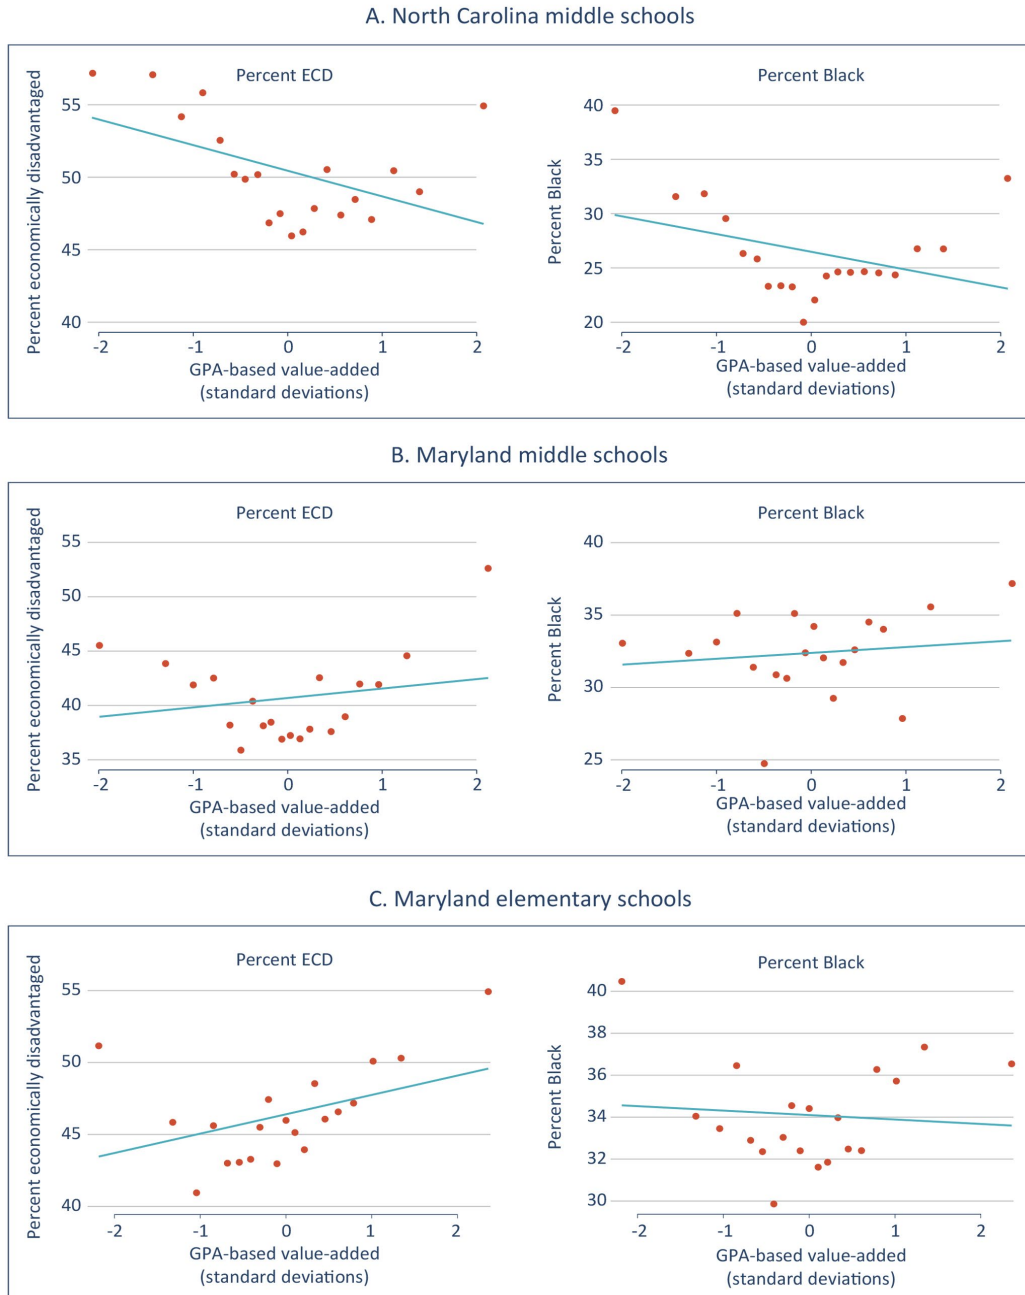 A. North Carolina middle schools
Percent ECD
Percent economically disadvantaged
55
50
45
40
-2 -1 0 1 2
GPA-based value-added
(standard deviations)
Percent Black
Percent Black
40
35
30
25
20
-2 -1 0 1 2
GPA-based value-added
(standard deviations)
B. Maryland middle schools
Percent ECD
Percent economically disadvantaged
55
50
45
40
35
-2 -1 0 1 2
GPA-based value-added
(standard deviations)
Percent Black
Percent Black
40
35
30
25
-2 -1 0 1 2
GPA-based value-added
(standard deviations)
C. Maryland elementary schools
Percent ECD
Percent economically disadvantaged
55
50
45
40
-2 -1 0 1 2
GPA-based value-added
(standard deviations)
Percent Black
Percent Black
40
38
36
34
32
30
-2 -1 0 1 2
GPA-based value-added
(standard deviations)